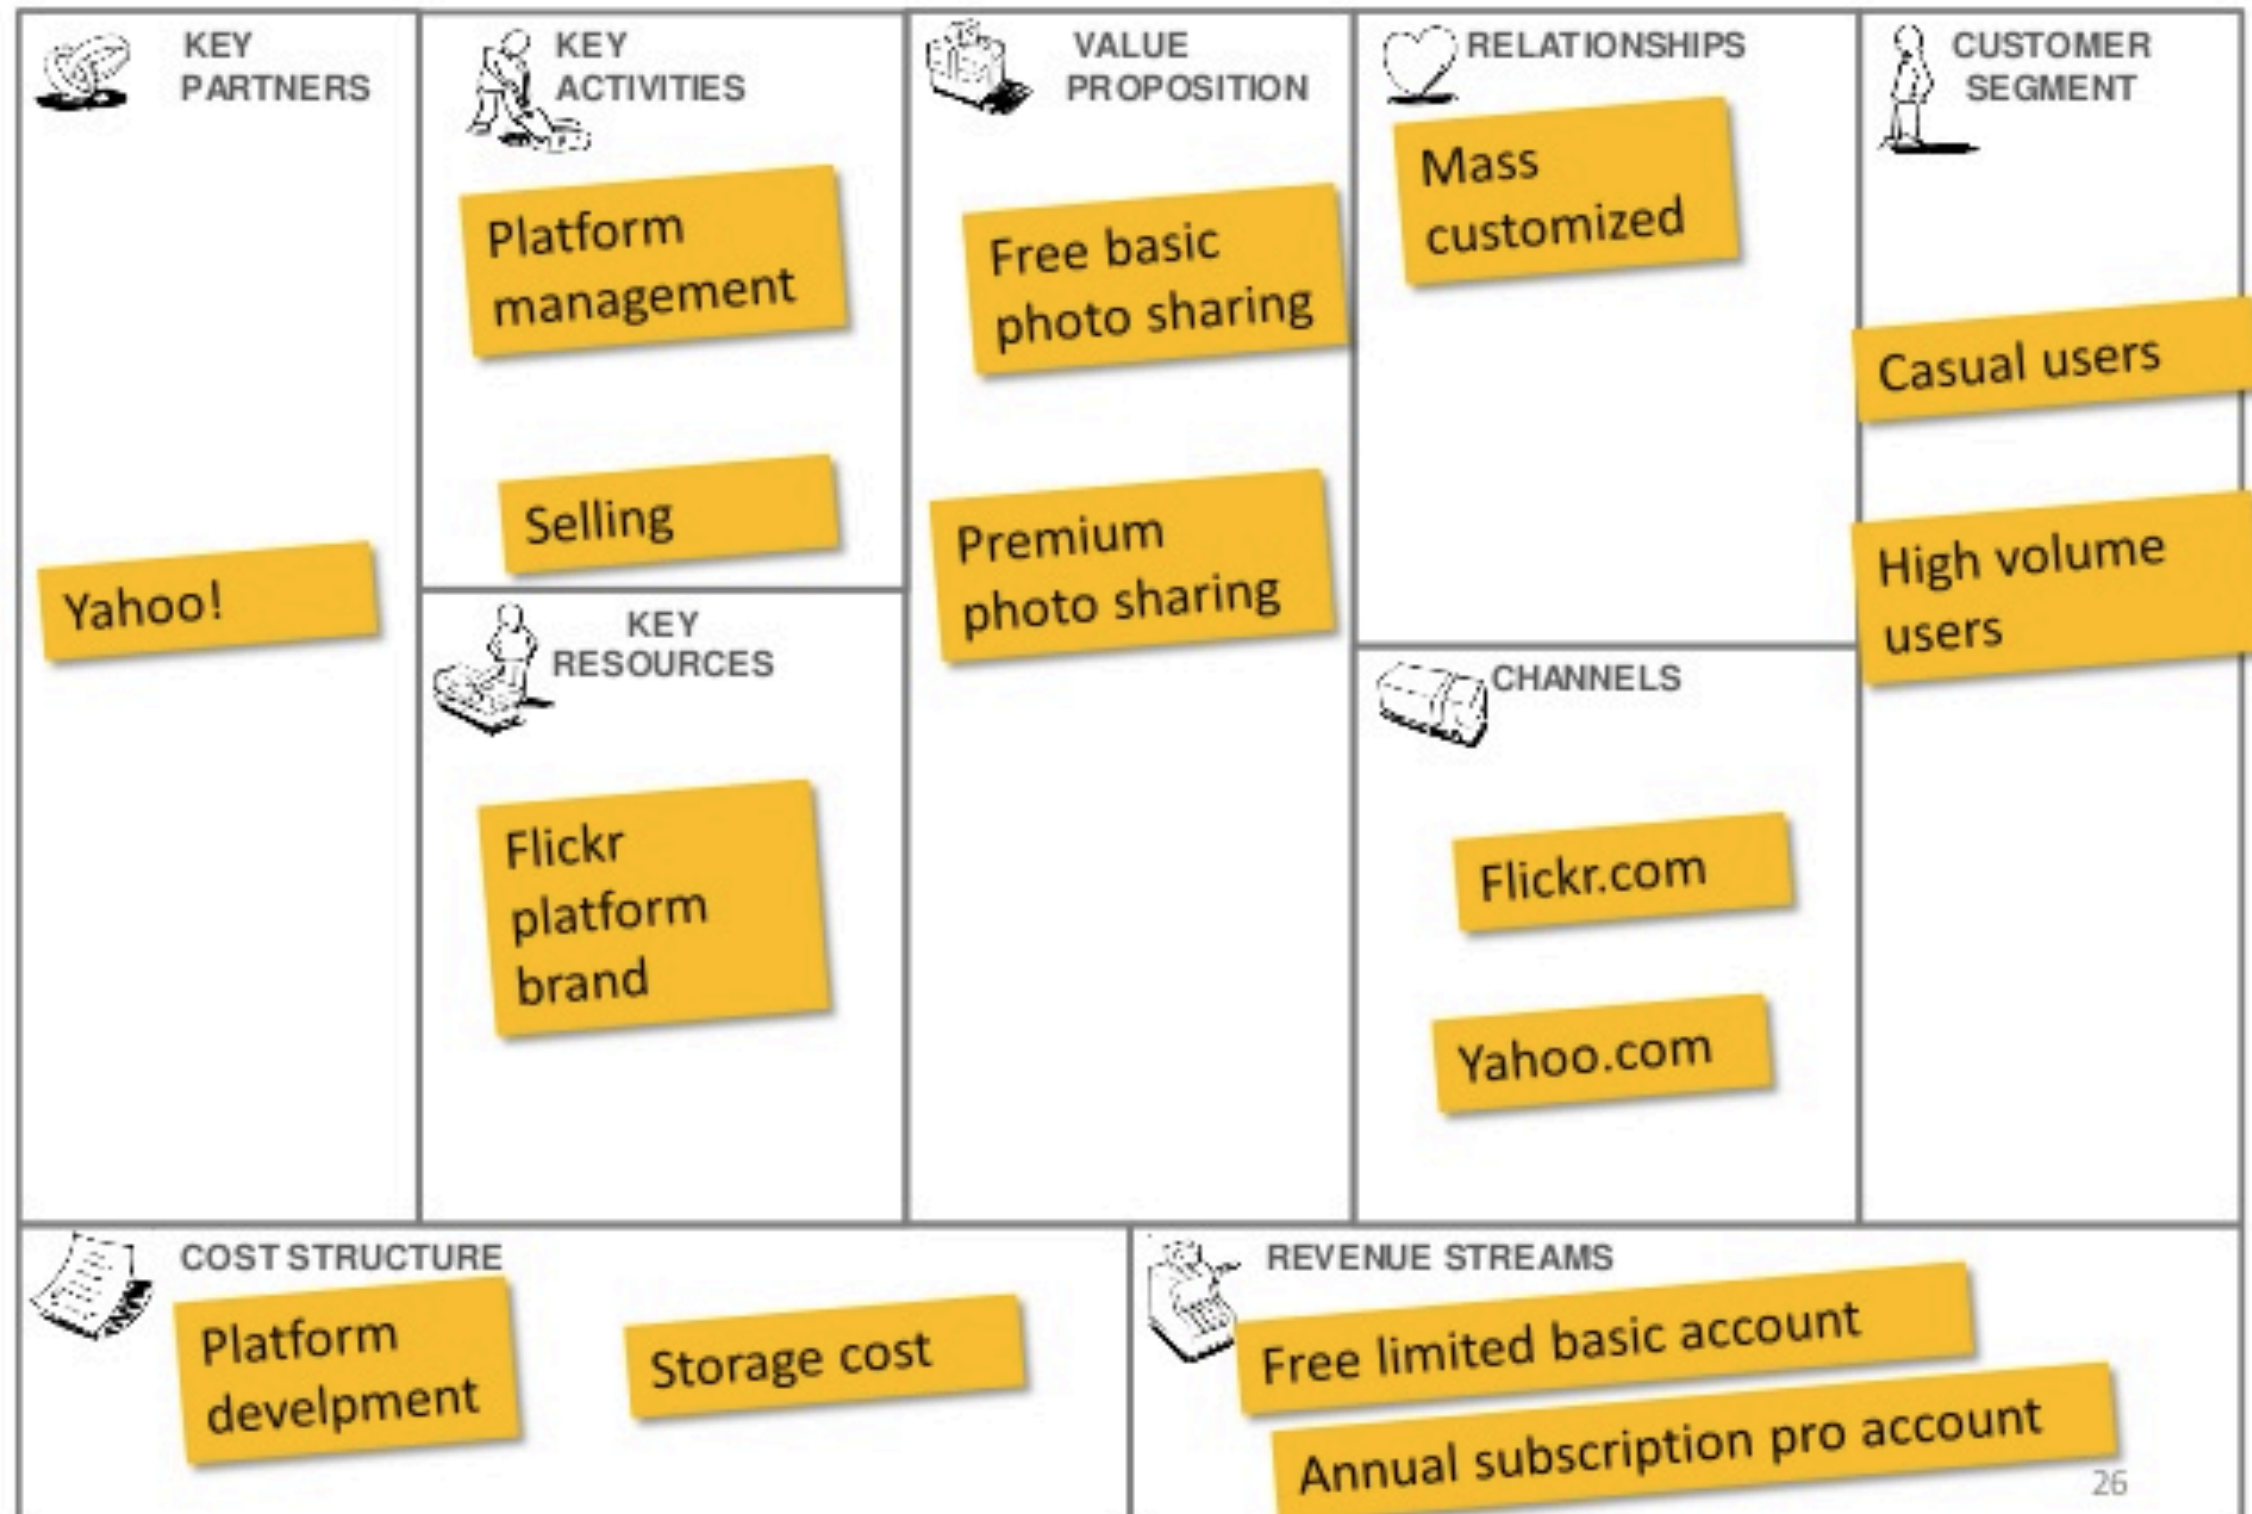 KEY
PARTNERS
Yahoo!
KEY
ACTIVITIES
Platform
management
Selling
KEY
RESOURCES
Flickr
platform
brand
VALUE
PROPOSITION
Free basic
photo sharing
Premium
photo sharing
RELATIONSHIPS
Mass
customized
CHANNELS
Flickr.com
Yahoo.com
CUSTOMER
SEGMENT
Casual users
High volume
users
COST STRUCTURE
Platform
develpment
Storage cost
REVENUE STREAMS
Free limited basic account
Annual subscription pro account
26